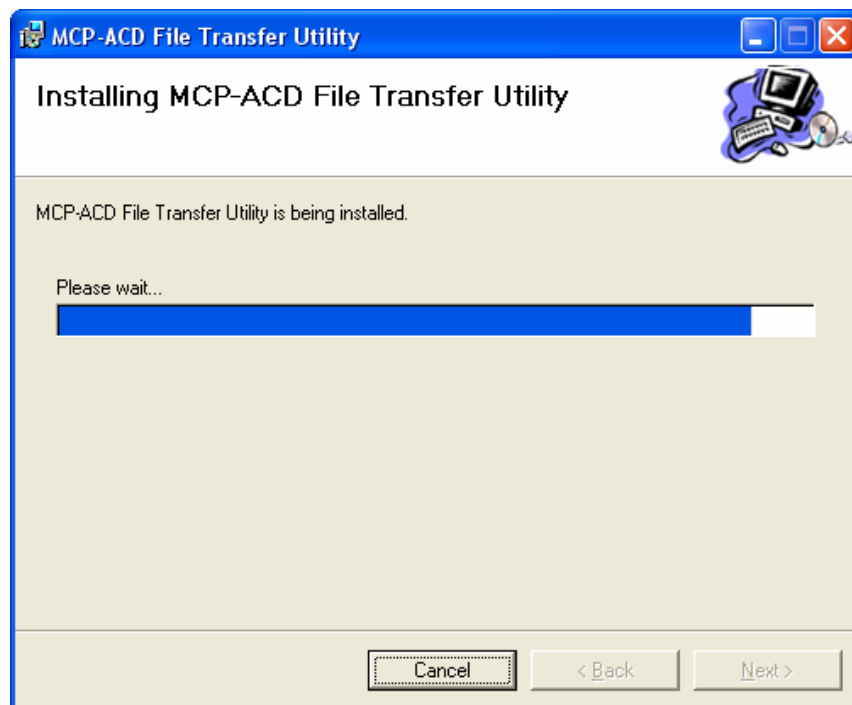 MCP-ACD File Transfer Utility
Installing MCP-ACD File Transfer Utility
MCP-ACD File Transfer Utility is being installed.
Please wait...
Cancel
< Back
Next >